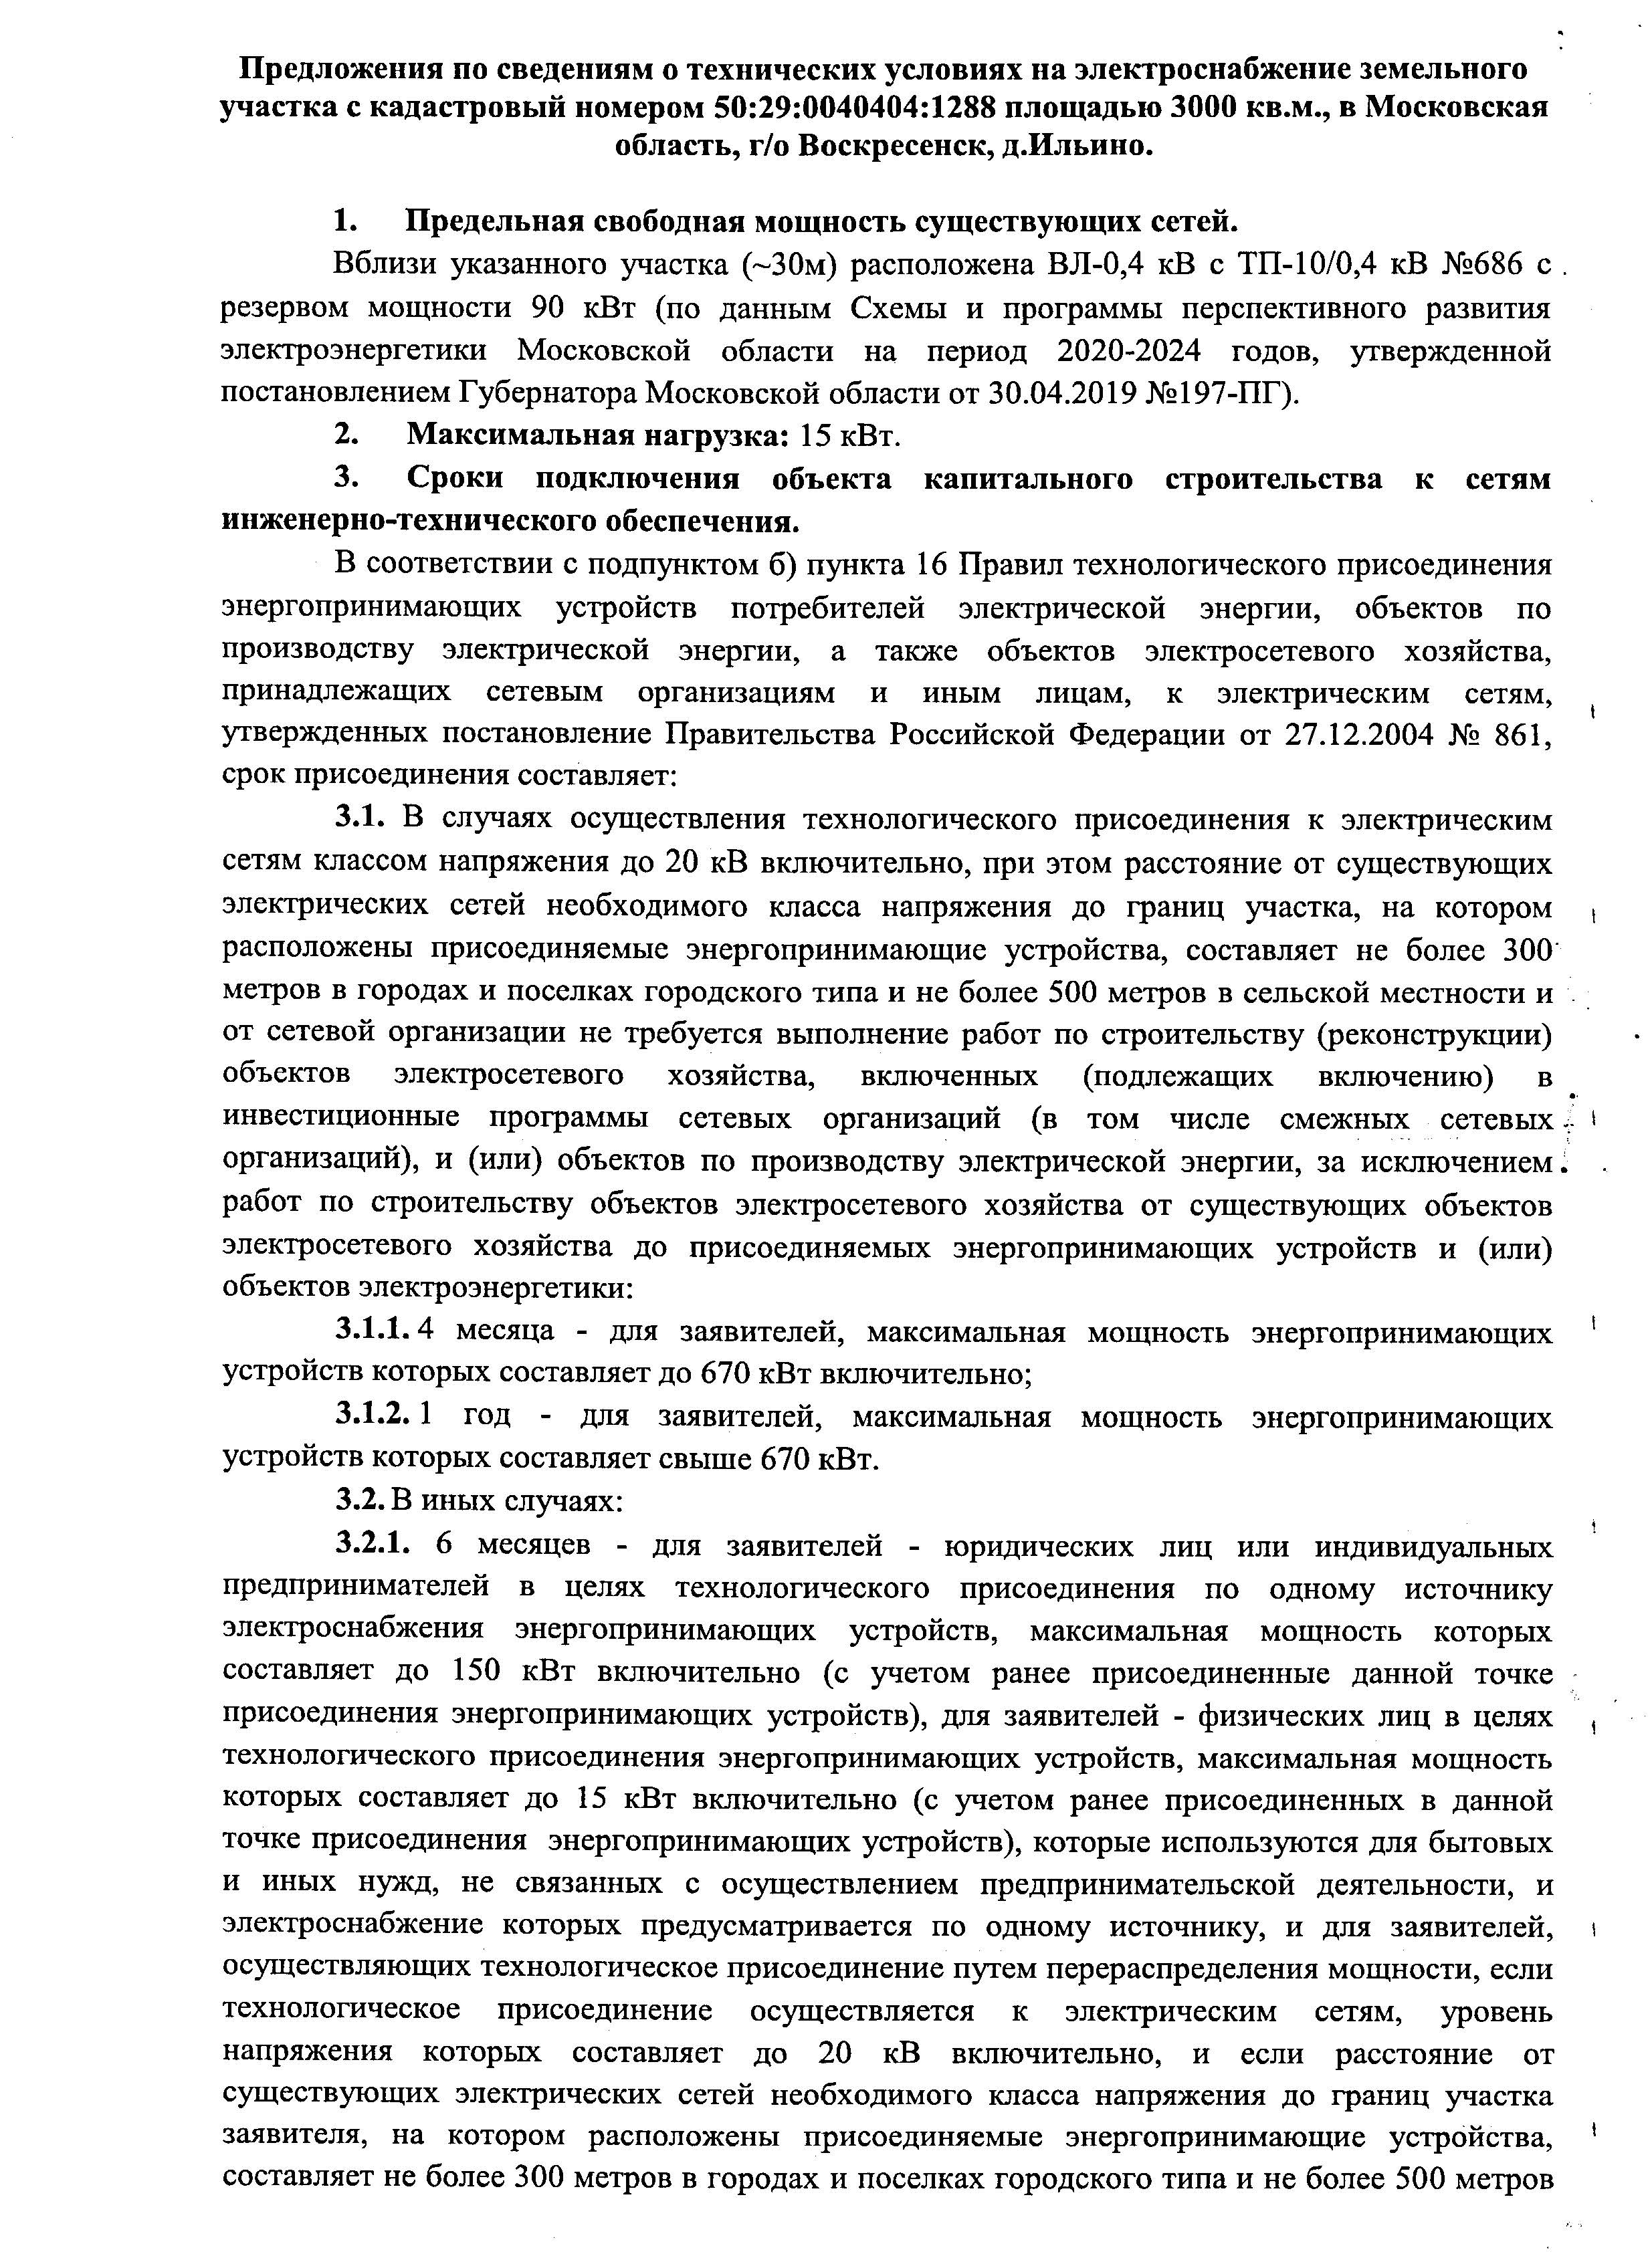 Предложения по сведениям о технических условиях на электроснабжение земельного
участка с кадастровый номером 50:29:0040404:1288 площадью 3000 кв.м., в Московская
область, г/о Воскресенск, д.Ильино.
1. Предельная свободная мощность существующих сетей.
Вблизи указанного участка (~30м) расположена ВЛ-0,4 кВ с ТП-10/0,4 кВ №686 с
резервом мощности 90 кВт (по данным Схемы и программы перспективного развития
электроэнергетики Московской области на период 2020-2024 годов, утвержденной
постановлением Губернатора Московской области от 30.04.2019 №197-ПГ).
2. Максимальная нагрузка: 15 кВт.
3. Сроки подключения объекта капитального строительства к сетям
инженерно-технического обеспечения.
В соответствии с подпунктом б) пункта 16 Правил технологического присоединения
энергопринимающих устройств потребителей электрической энергии, объектов по
производству электрической энергии, а также объектов электросетевого хозяйства,
принадлежащих сетевым организациям и иным лицам, к электрическим сетям,
утвержденных постановление Правительства Российской Федерации от 27.12.2004 № 861,
срок присоединения составляет:
3.1. В случаях осуществления технологического присоединения к электрическим
сетям классом напряжения до 20 кВ включительно, при этом расстояние от существующих
электрических сетей необходимого класса напряжения до границ участка, на котором
расположены присоединяемые энергопринимающие устройства, составляет не более 300
метров в городах и поселках городского типа и не более 500 метров в сельской местности и
от сетевой организации не требуется выполнение работ по строительству (реконструкции)
объектов электросетевого хозяйства, включенных (подлежащих включению) в
инвестиционные программы сетевых организаций (в том числе смежных сетевых
организаций), и (или) объектов по производству электрической энергии, за исключением
работ по строительству объектов электросетевого хозяйства от существующих объектов
электросетевого хозяйства до присоединяемых энергопринимающих устройств и (или)
объектов электроэнергетики:
3.1.1. 4 месяца - для заявителей, максимальная мощность энергопринимающих
устройств которых составляет до 670 кВт включительно;
3.1.2. 1 год - для заявителей, максимальная мощность энергопринимающих
устройств которых составляет свыше 670 кВт.
3.2. В иных случаях:
3.2.1. 6 месяцев - для заявителей - юридических лиц или индивидуальных
предпринимателей в целях технологического присоединения по одному источнику
электроснабжения энергопринимающих устройств, максимальная мощность которых
составляет до 150 кВт включительно (с учетом ранее присоединенные данной точке
присоединения энергопринимающих устройств), для заявителей - физических лиц в целях
технологического присоединения энергопринимающих устройств, максимальная мощность
которых составляет до 15 кВт включительно (с учетом ранее присоединенных в данной
точке присоединения энергопринимающих устройств), которые используются для бытовых
и иных нужд, не связанных с осуществлением предпринимательской деятельности, и
электроснабжение которых предусматривается по одному источнику, и для заявителей,
осуществляющих технологическое присоединение путем перераспределения мощности, если
технологическое присоединение осуществляется к электрическим сетям, уровень
напряжения которых составляет до 20 кВ включительно, и если расстояние от
существующих электрических сетей необходимого класса напряжения до границ участка
заявителя, на котором расположены присоединяемые энергопринимающие устройства,
составляет не более 300 метров в городах и поселках городского типа и не более 500 метров